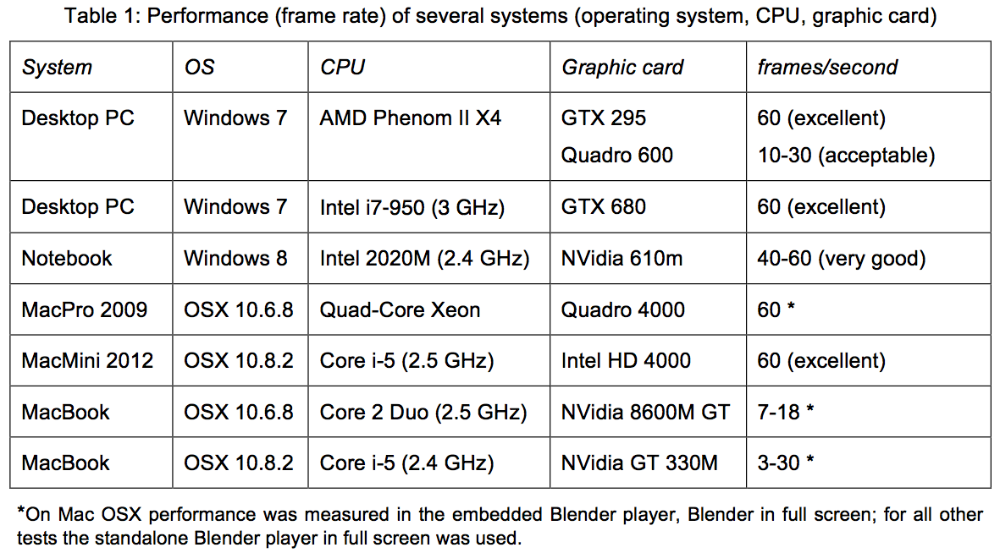 Table 1: Performance (frame rate) of several systems (operating system, CPU, graphic card)
System OS CPU Graphic card frames/second
Desktop PC Windows 7 AMD Phenom II X4 GTX 295 60 (excellent)
Quadro 600 10-30 (acceptable)
Desktop PC Windows 7 Intel i7-950 (3 GHz) GTX 680 60 (excellent)
Notebook Windows 8 Intel 2020M (2.4 GHz) NVidia 610m 40-60 (very good)
MacPro 2009 OSX 10.6.8 Quad-Core Xeon Quadro 4000 60 *
MacMini 2012 OSX 10.8.2 Core i-5 (2.5 GHz) Intel HD 4000 60 (excellent)
MacBook OSX 10.6.8 Core 2 Duo (2.5 GHz) NVidia 8600M GT 7-18 *
MacBook OSX 10.8.2 Core i-5 (2.4 GHz) NVidia GT 330M 3-30 *
*On Mac OSX performance was measured in the embedded Blender player, Blender in full screen; for all other
tests the standalone Blender player in full screen was used.